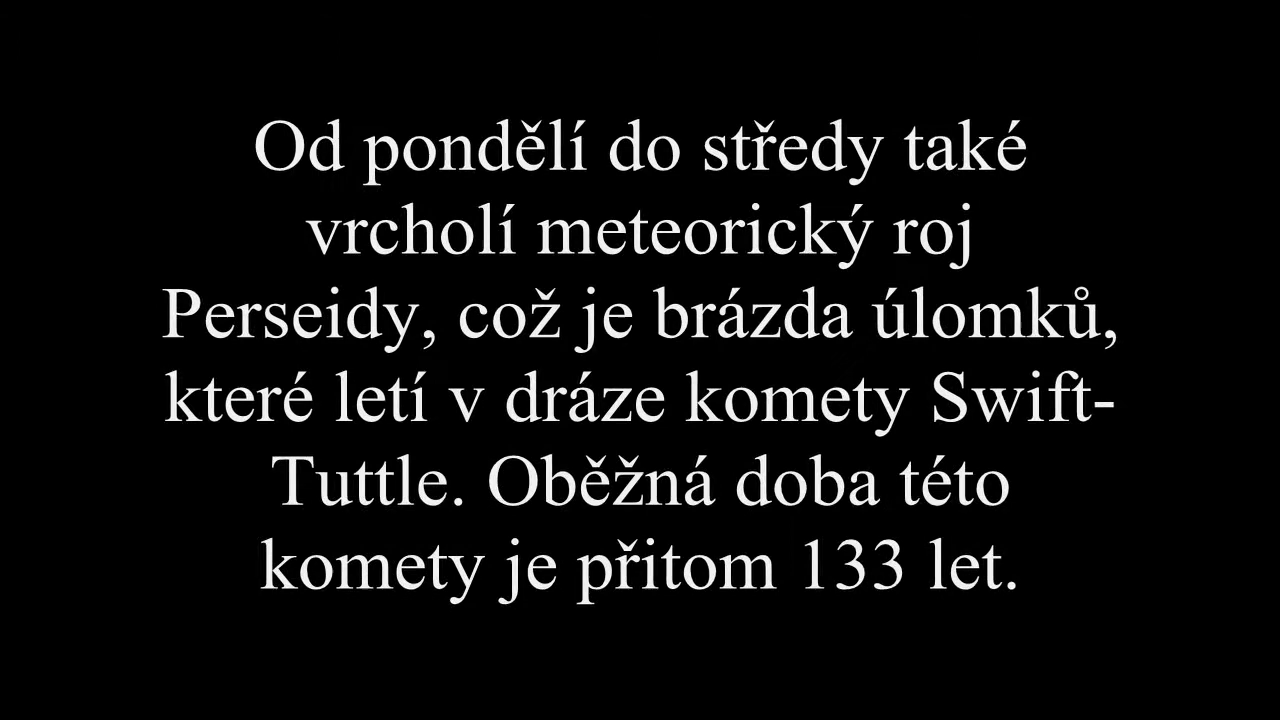 Od pondělí do středy také
vrcholí meteorický roj
Perseidy, což je brázda úlomků,
které letí v dráze komety Swift-
Tuttle. Oběžná doba této
komety je přitom 133 let.